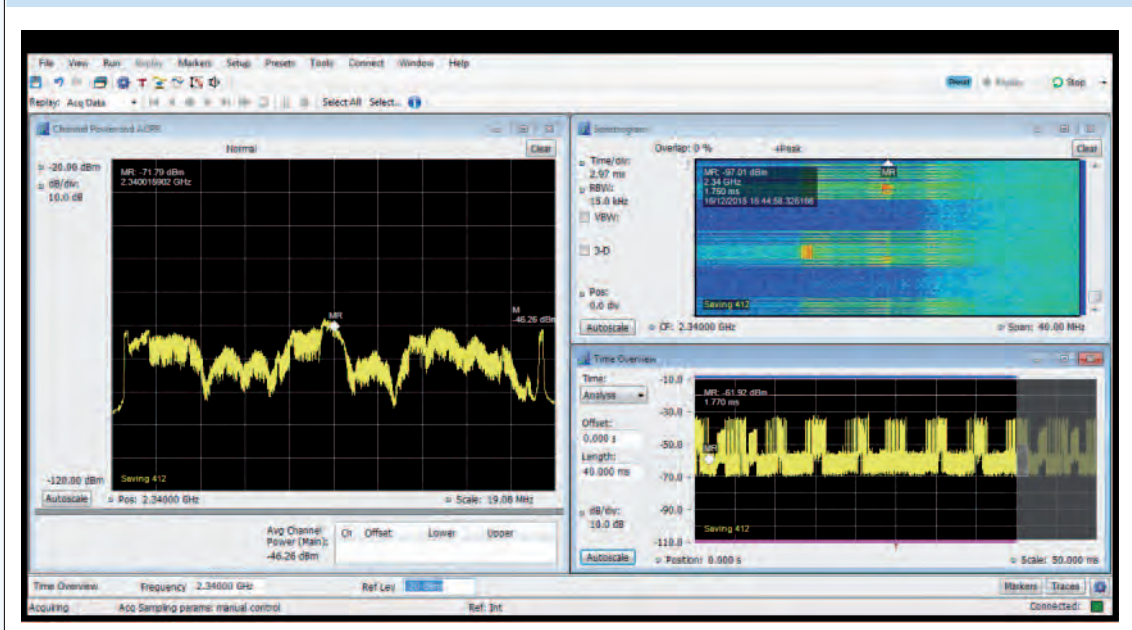 File View Run Replay Markers Setup Presets Tools Connect Window Help
Preset Replay Stop
Replay: Acq Data Select All Select...
Channel Power and ACPR
Normal Clear
-20.00 dBm
dB/div:
10.0 dB
MR: -71.79 dBm
2.340015902 GHz
MR
M
-46.26 dBm
-120.00 dBm
Saving 412
Autoscale Pos: 2.34000 GHz Scale: 19.08 MHz
Avg Channel
Power (Main):
-46.26 dBm
Ch Offset Lower Upper
Spectrogram
Overlap: 0 % +Peak Clear
Time/div:
2.97 ms
RBW:
15.0 kHz
VBW:
3-D
Pos:
0.0 div
MR: -97.01 dBm
2.34 GHz
1.750 ms
MR
Saving 412
Autoscale CF: 2.34000 GHz Span: 40.00 MHz
Time Overview
Time:
Analysis
Offset:
0.000 s
Length:
40.000 ms
dB/div:
10.0 dB
-10.0
-30.0
-50.0
-70.0
-90.0
-110.0
MR: -61.92 dBm
1.770 ms
MR
Saving 412
Autoscale Position: 0.000 s Scale: 50.000 ms
Time Overview Frequency 2.34000 GHz Ref Lev Markers Traces
Acquiring Acq Sampling params: manual control Ref: Int Connected: